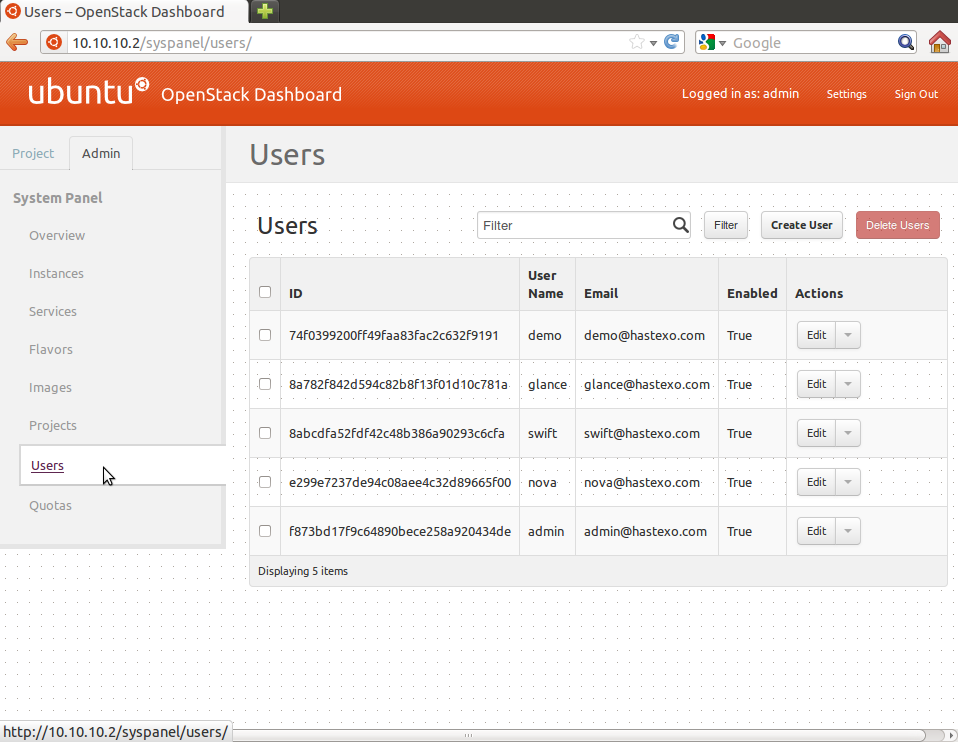 Users – OpenStack Dashboard
10.10.10.2/syspanel/users/
Google
ubuntu OpenStack Dashboard
Logged in as: admin Settings Sign Out
Project Admin
Users
System Panel
Overview
Instances
Services
Flavors
Images
Projects
Users
Quotas
Users Filter Filter Create User Delete Users
ID User Name Email Enabled Actions
74f0399200ff49faa83fac2c632f9191 demo demo@hastexo.com True Edit
8a782f842d594c82b8f13f01d10c781a glance glance@hastexo.com True Edit
8abcdfa52fdf42c48b386a90293c6cfa swift swift@hastexo.com True Edit
e299e7237de94c08aee4c32d89665f00 nova nova@hastexo.com True Edit
f873bd17f9c64890bece258a920434de admin admin@hastexo.com True Edit
Displaying 5 items
http://10.10.10.2/syspanel/users/